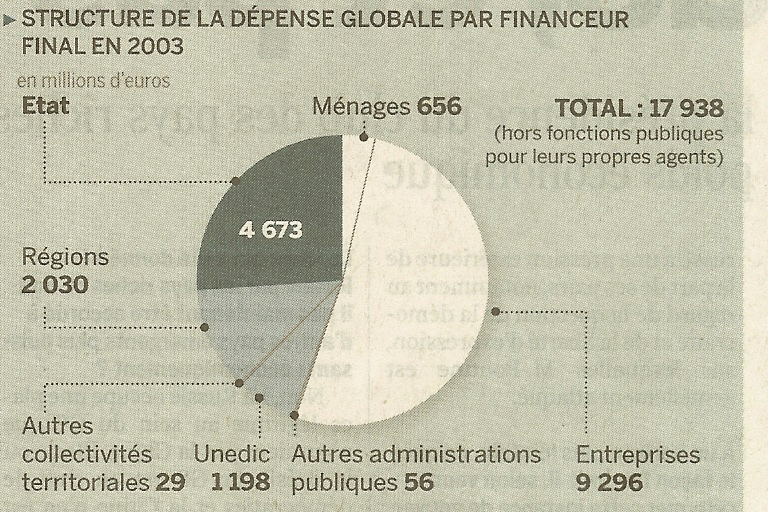 ▸ STRUCTURE DE LA DÉPENSE GLOBALE PAR FINANCEUR
FINAL EN 2003
en millions d'euros
Etat
Ménages 656
TOTAL : 17 938
(hors fonctions publiques
pour leurs propres agents)
4 673
Régions
2 030
Autres
collectivités
territoriales 29
Unedic
1 198
Autres administrations
publiques 56
Entreprises
9 296